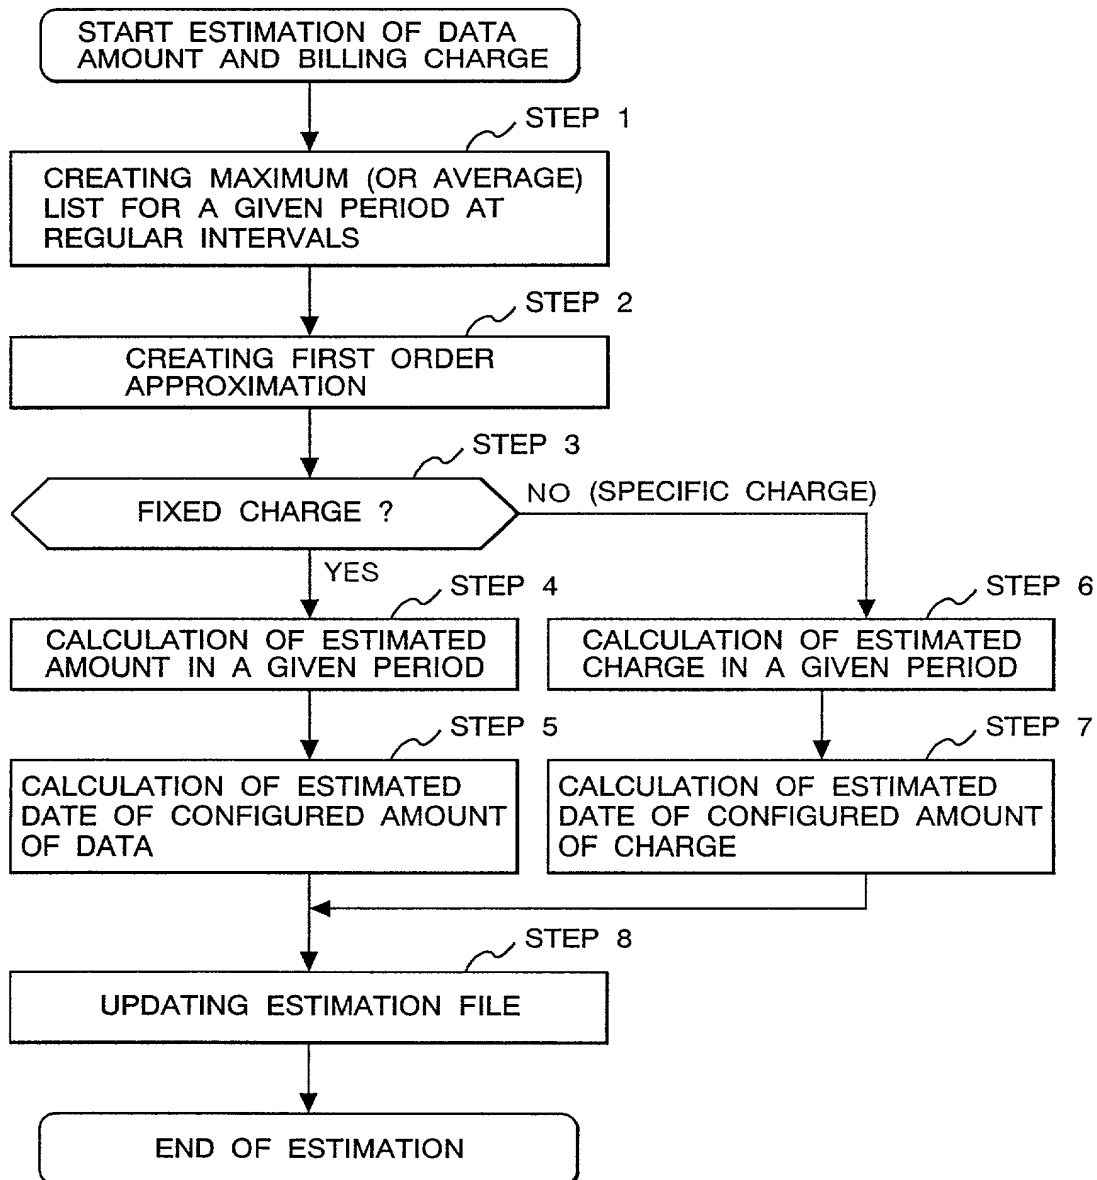 START ESTIMATION OF DATA
AMOUNT AND BILLING CHARGE
STEP 1
CREATING MAXIMUM (OR AVERAGE)
LIST FOR A GIVEN PERIOD AT
REGULAR INTERVALS
STEP 2
CREATING FIRST ORDER
APPROXIMATION
STEP 3
FIXED CHARGE ?
NO (SPECIFIC CHARGE)
YES
STEP 4
CALCULATION OF ESTIMATED
AMOUNT IN A GIVEN PERIOD
STEP 6
CALCULATION OF ESTIMATED
CHARGE IN A GIVEN PERIOD
STEP 5
CALCULATION OF ESTIMATED
DATE OF CONFIGURED AMOUNT
OF DATA
STEP 7
CALCULATION OF ESTIMATED
DATE OF CONFIGURED AMOUNT
OF CHARGE
STEP 8
UPDATING ESTIMATION FILE
END OF ESTIMATION